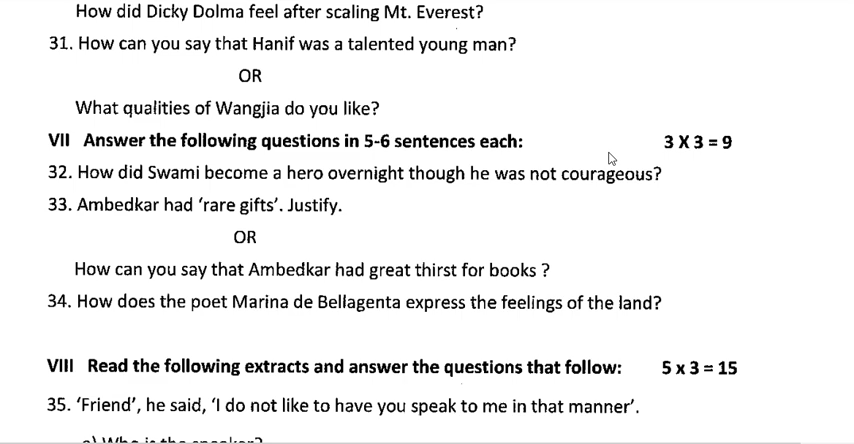 How did Dicky Dolma feel after scaling Mt. Everest?
31. How can you say that Hanif was a talented young man?
OR
What qualities of Wangjia do you like?
VII Answer the following questions in 5-6 sentences each: 3 X 3 = 9
32. How did Swami become a hero overnight though he was not courageous?
33. Ambedkar had ‘rare gifts’. Justify.
OR
How can you say that Ambedkar had great thirst for books ?
34. How does the poet Marina de Bellagenta express the feelings of the land?
VIII Read the following extracts and answer the questions that follow: 5 x 3 = 15
35. ‘Friend’, he said, ‘I do not like to have you speak to me in that manner’.
a) Who is the speaker?